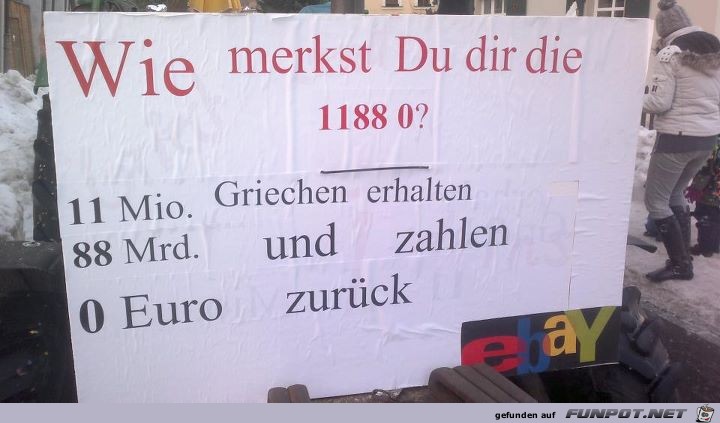 Wie merkst Du dir die
1188 0?
11 Mio. Griechen erhalten
88 Mrd. und zahlen
0 Euro zurück
ebaY
gefunden auf FUNPOT.NET